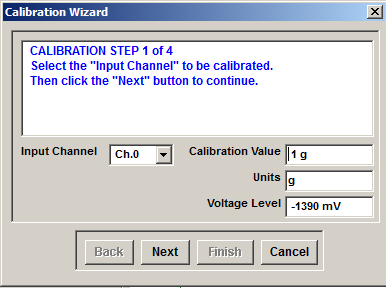 Calibration Wizard
CALIBRATION STEP 1 of 4
Select the "Input Channel" to be calibrated.
Then click the "Next" button to continue.
Input Channel Ch.0 Calibration Value 1 g
Units g
Voltage Level -1390 mV
Back Next Finish Cancel